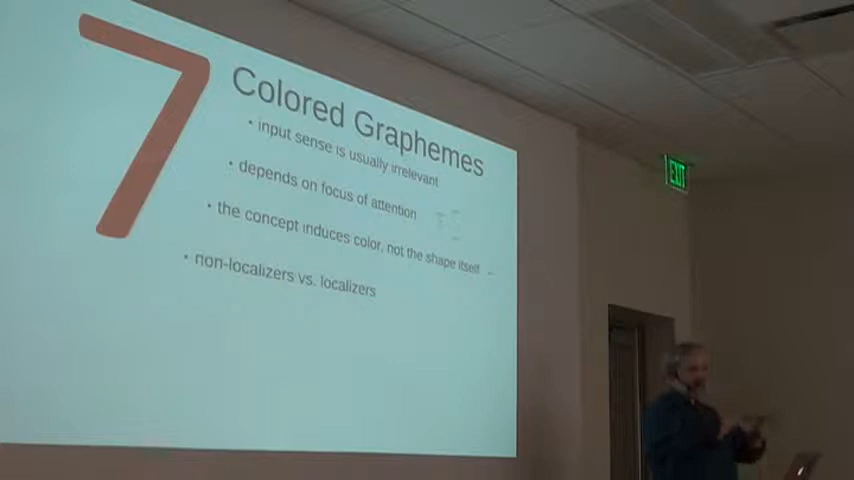 7
Colored Graphemes
• input sense is usually irrelevant
• depends on focus of attention
• the concept induces color, not the shape itself
• non-localizers vs. localizers
EXIT